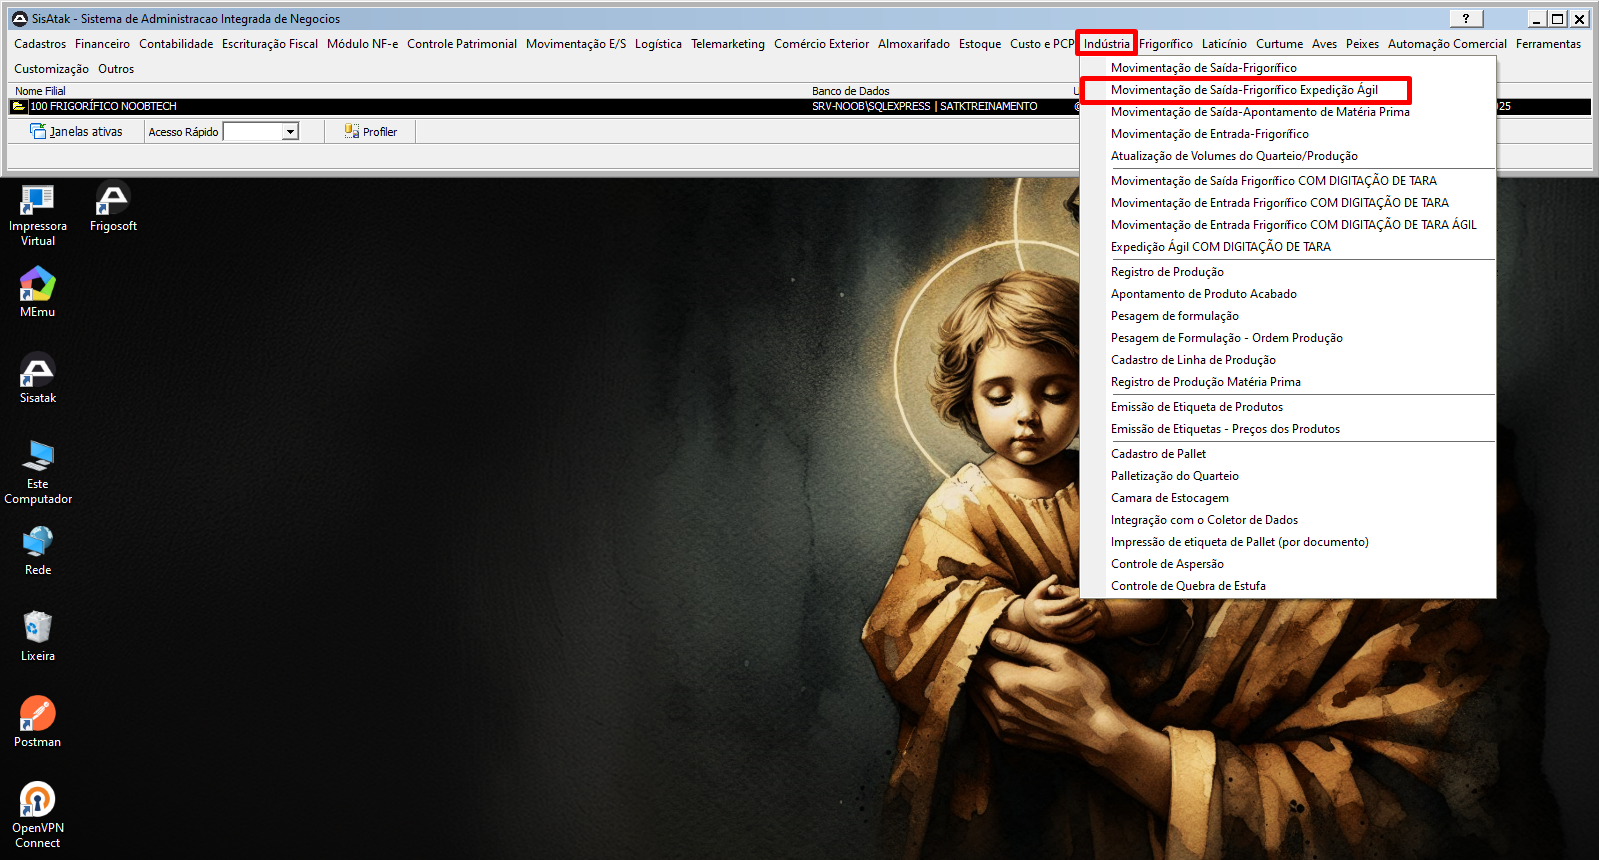 SisAtak - Sistema de Administracao Integrada de Negocios
?
Cadastros Financeiro Contabilidade Escrituração Fiscal Módulo NF-e Controle Patrimonial Movimentação E/S Logística Telemarketing Comércio Exterior Almoxarifado Estoque Custo e PCP Indústria Frigorífico Laticínio Curtume Aves Peixes Automação Comercial Ferramentas
Customização Outros
Nome Filial Banco de Dados
100 FRIGORÍFICO NOOBTECH SRV-NOOB\SQLEXPRESS | SATKTREINAMENTO
Janelas ativas Acesso Rápido Profiler
Movimentação de Saída-Frigorífico
Movimentação de Saída-Frigorífico Expedição Ágil
Movimentação de Saída-Apontamento de Matéria Prima
Movimentação de Entrada-Frigorífico
Atualização de Volumes do Quarteio/Produção
Movimentação de Saída Frigorífico COM DIGITAÇÃO DE TARA
Movimentação de Entrada Frigorífico COM DIGITAÇÃO DE TARA
Movimentação de Entrada Frigorífico COM DIGITAÇÃO DE TARA ÁGIL
Expedição Ágil COM DIGITAÇÃO DE TARA
Registro de Produção
Apontamento de Produto Acabado
Pesagem de formulação
Pesagem de Formulação - Ordem Produção
Cadastro de Linha de Produção
Registro de Produção Matéria Prima
Emissão de Etiqueta de Produtos
Emissão de Etiquetas - Preços dos Produtos
Cadastro de Pallet
Palletização do Quarteio
Camara de Estocagem
Integração com o Coletor de Dados
Impressão de etiqueta de Pallet (por documento)
Controle de Aspersão
Controle de Quebra de Estufa
Impressora
Virtual
Frigosoft
MEmu
Sisatak
Este
Computador
Rede
Lixeira
Postman
OpenVPN
Connect